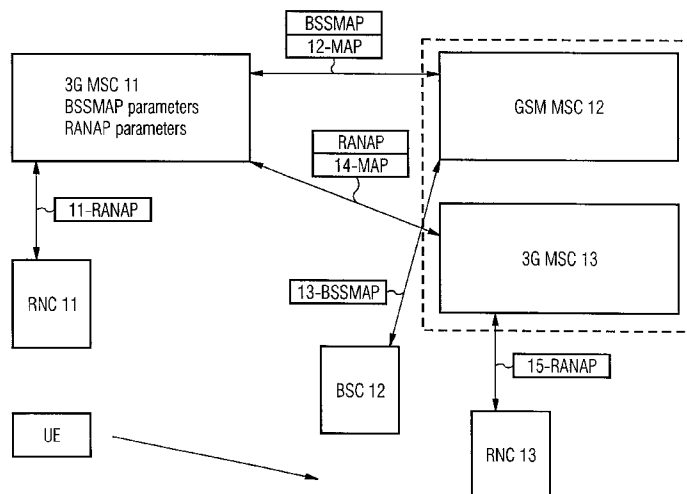 BSSMAP
12-MAP
3G MSC 11
BSSMAP parameters
RANAP parameters
GSM MSC 12
RANAP
14-MAP
11-RANAP
3G MSC 13
RNC 11
13-BSSMAP
BSC 12
15-RANAP
UE
RNC 13